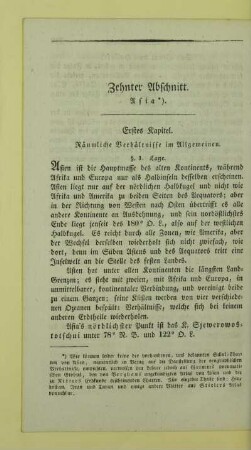 Zehnter Abschnitt.
Asia*).
Erstes Kapitel.
Räumliche Verhältnisse im Allgemeinen.
§. 1. Lage.
Asien ist die Hauptmasse des alten Kontinents, während
Afrika und Europa nur als Halbinseln desselben erscheinen.
Asien liegt nur auf der nördlichen Halbkugel und nicht wie
Afrika und Amerika zu beiden Seiten des Aequators; aber
in der Richtung von Westen nach Osten übertrifft es alle
andere Kontinente an Ausdehnung, und sein nordöstlichstes
Ende liegt jenseit des 180° O. L., also auf der westlichen
Halbkugel. Es reicht durch alle Zonen, wie Amerika, aber
der Wechsel derselben wiederholt sich nicht zweimal, wie
dort, denn im Süden Asiens und des Aequators tritt eine
Inselwelt an die Stelle des festen Landes.
Asien hat unter allen Kontinenten die längsten Land-
Grenzen; es steht mit zweien, mit Afrika und Europa, in
unmittelbarer, kontinentaler Verbindung, und vereinigt beide
zu einem Ganzen; seine Küsten werden von vier verschiede-
nen Ozeanen bespült: Verhältnisse, welche sich bei keinem
anderen Erdtheile wiederholen.
Asia's nördlichster Punkt ist das K. Sjewerowos-
totschnui unter 78° N. B. und 122° O. L.